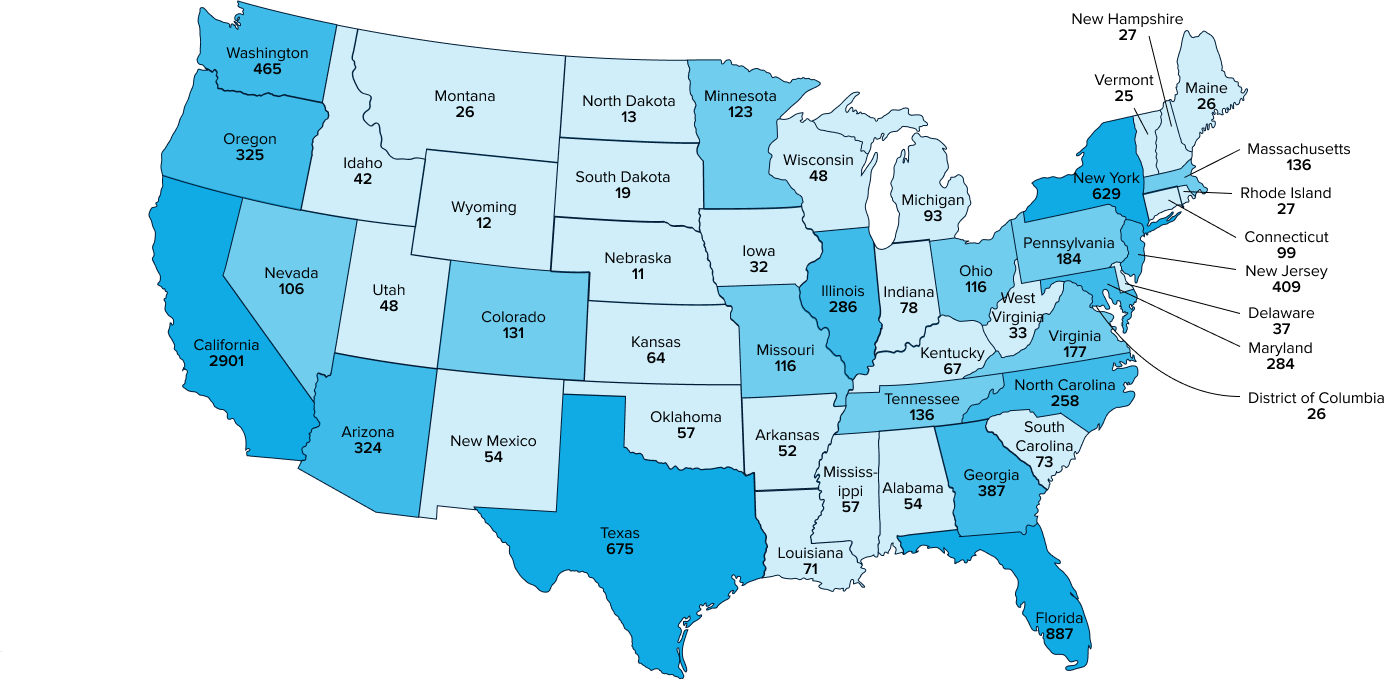 New Hampshire
27
Washington
465
Vermont
25
Maine
26
Montana
26
North Dakota
13
Minnesota
123
Oregon
325
Idaho
42
Wisconsin
48
Massachusetts
136
South Dakota
19
New York
629
Michigan
93
Rhode Island
27
Wyoming
12
Connecticut
99
Pennsylvania
184
Nebraska
11
Iowa
32
New Jersey
409
Nevada
106
Utah
48
Ohio
116
Illinois
286
Indiana
78
West
Virginia
33
Delaware
37
Colorado
131
Virginia
177
Maryland
284
California
2901
Kansas
64
Missouri
116
Kentucky
67
North Carolina
258
District of Columbia
26
Tennessee
136
Oklahoma
57
Arizona
324
New Mexico
54
Arkansas
52
South
Carolina
73
Mississ-
ippi
57
Alabama
54
Georgia
387
Texas
675
Louisiana
71
Florida
887